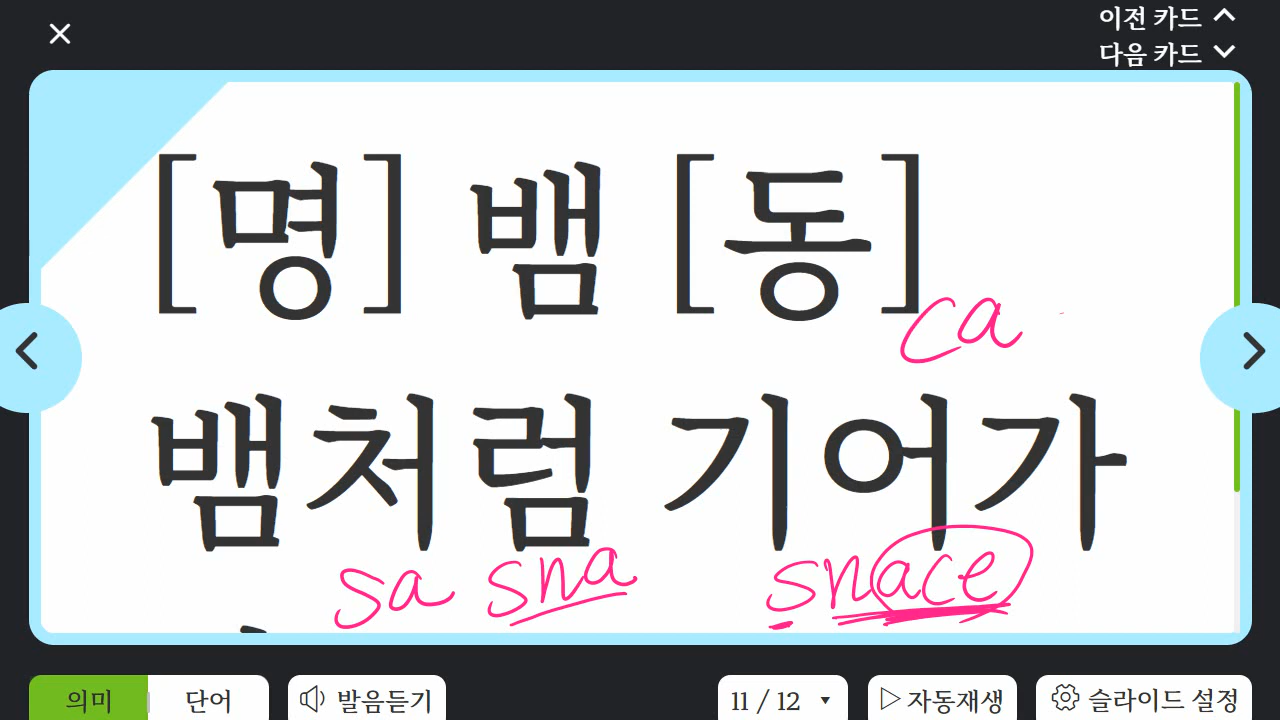 이전 카드
다음 카드
[명] 뱀 [동]
ca
뱀처럼 기어가
sa sna snace
의미 단어 발음듣기 11 / 12 자동재생 슬라이드 설정